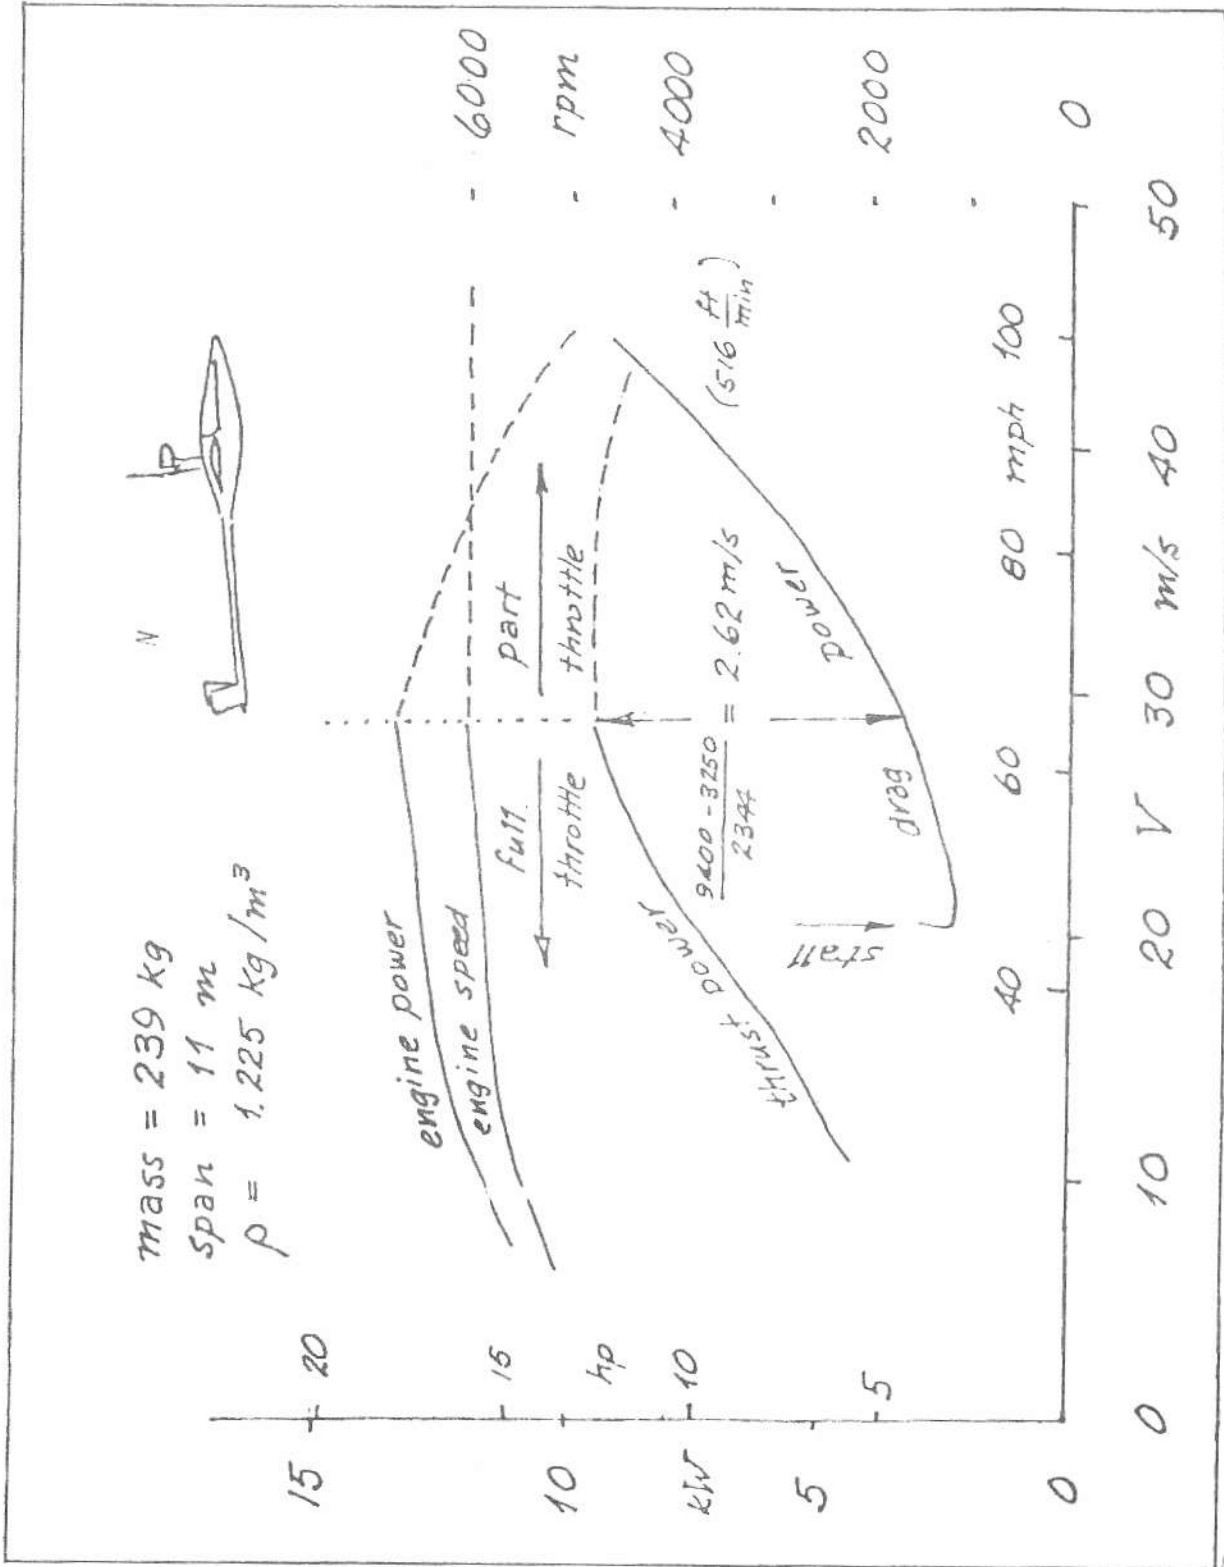 mass = 239 kg
span = 11 m
ρ = 1.225 kg/m³
N
engine power
engine speed
full throttle
part throttle
thrust power
9400 - 3250
2344
= 2.62 m/s
(516 ft/min)
stall
drag power
15
10
kW
5
0
20
15
hp
10
5
6000
rpm
4000
2000
0
40
60
80
mph
100
0
10
20
V
30
m/s
40
50